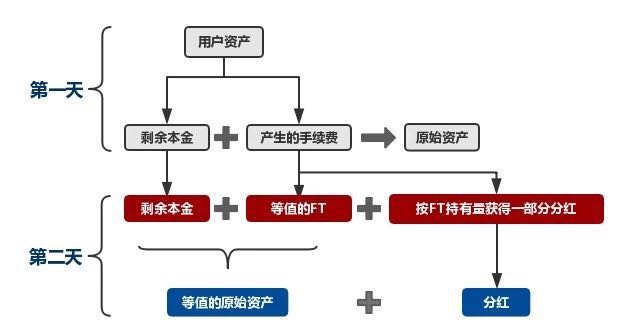 用户资产
第一天
剩余本金
产生的手续费
原始资产
剩余本金
等值的FT
按FT持有量获得一部分分红
第二天
等值的原始资产
分红